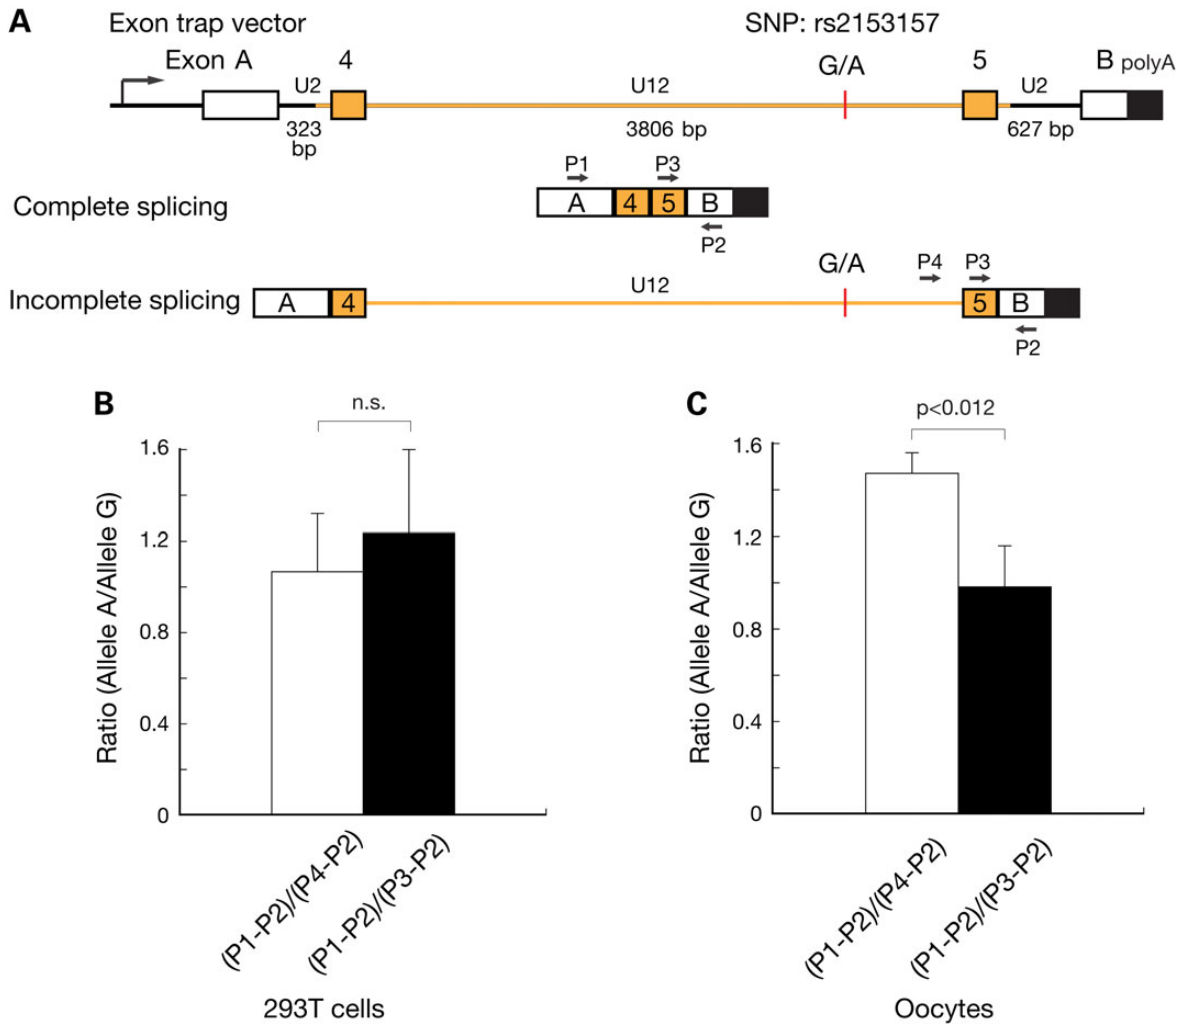 A
Exon trap vector
SNP: rs2153157
Exon A
4
G/A
5
B polyA
U2
U12
U2
323
bp
3806 bp
627 bp
P1
P3
Complete splicing
A
4
5
B
P2
G/A
P4
P3
Incomplete splicing
A
4
U12
5
B
P2
B
n.s.
Ratio (Allele A/Allele G)
1.6
1.2
0.8
0.4
0
(P1-P2)/(P4-P2)
(P1-P2)/(P3-P2)
293T cells
C
p<0.012
Ratio (Allele A/Allele G)
1.6
1.2
0.8
0.4
0
(P1-P2)/(P4-P2)
(P1-P2)/(P3-P2)
Oocytes